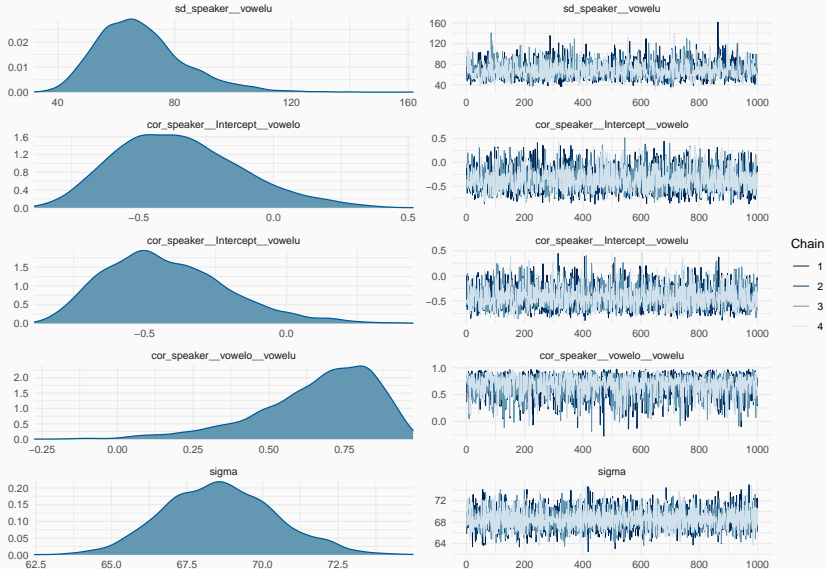 sd_speaker__vowelu sd_speaker__vowelu
0.02
0.01
0.00
40 80 120 160
160
120
80
40
0 200 400 600 800 1000
cor_speaker__Intercept__vowelo cor_speaker__Intercept__vowelo
1.6
1.2
0.8
0.4
0.0
−0.5 0.0 0.5
0.5
0.0
−0.5
0 200 400 600 800 1000
cor_speaker__Intercept__vowelu cor_speaker__Intercept__vowelu
1.5
1.0
0.5
0.0
−0.5 0.0
0.5
0.0
−0.5
0 200 400 600 800 1000
cor_speaker__vowelo__vowelu cor_speaker__vowelo__vowelu
2.0
1.5
1.0
0.5
0.0
−0.25 0.00 0.25 0.50 0.75
1.0
0.5
0.0
0 200 400 600 800 1000
sigma sigma
0.20
0.15
0.10
0.05
0.00
62.5 65.0 67.5 70.0 72.5
72
68
64
0 200 400 600 800 1000
Chain
1
2
3
4